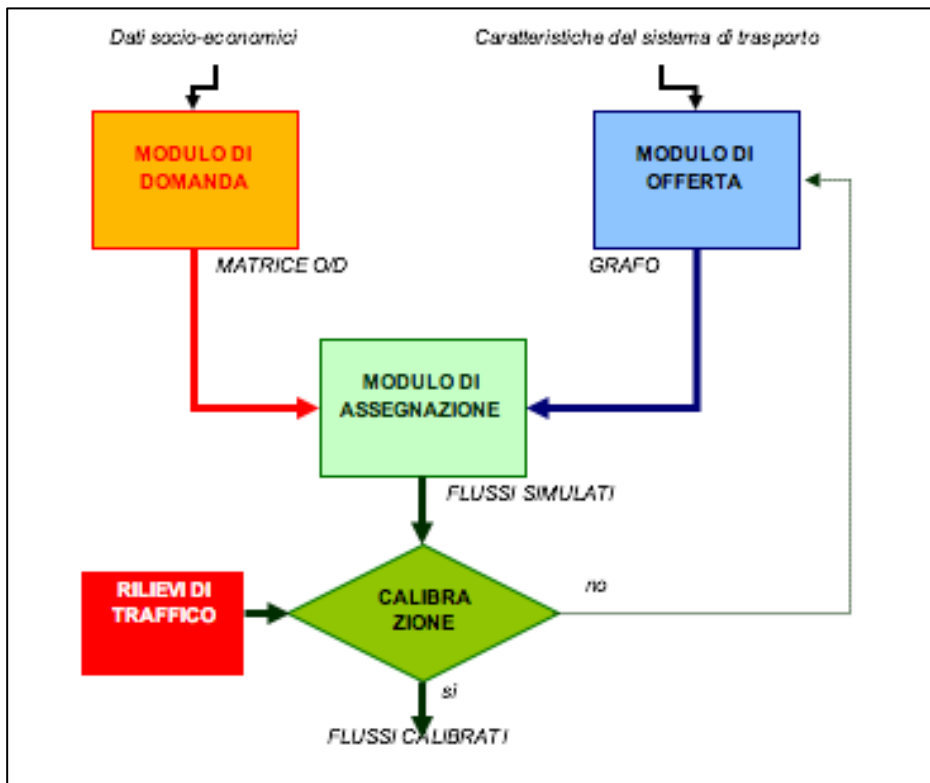 Dati socio-economici
Caratteristiche del sistema di trasporto
MODULO DI
DOMANDA
MODULO DI
OFFERTA
MATRICE O/D
GRAFO
MODULO DI
ASSEGNAZIONE
FLUSSI SIMULATI
RILIEVI DI
TRAFFICO
CALIBRA
ZIONE
no
si
FLUSSI CALIBRATI